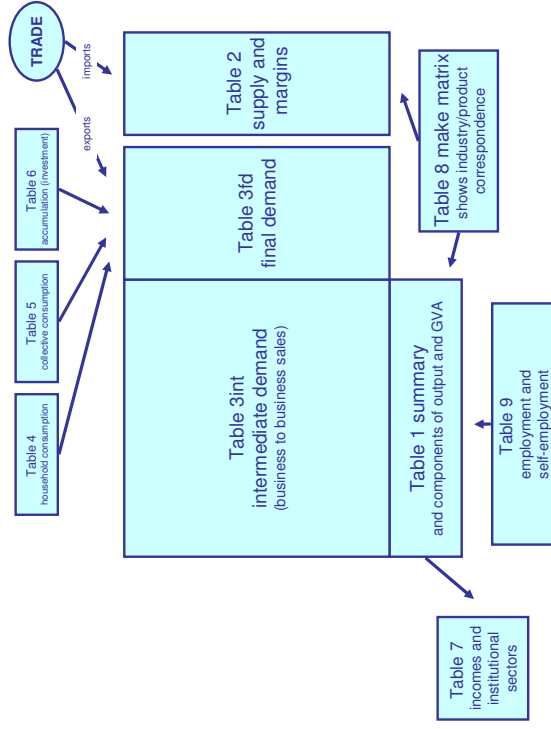 Table 4
household consumption
Table 5
collective consumption
Table 6
accumulation (investment)
TRADE
exports
imports
Table 3int
intermediate demand
(business to business sales)
Table 3fd
final demand
Table 2
supply and
margins
Table 1 summary
and components of output and GVA
Table 8 make matrix
shows industry/product
correspondence
Table 7
incomes and
institutional
sectors
Table 9
employment and
self-employment